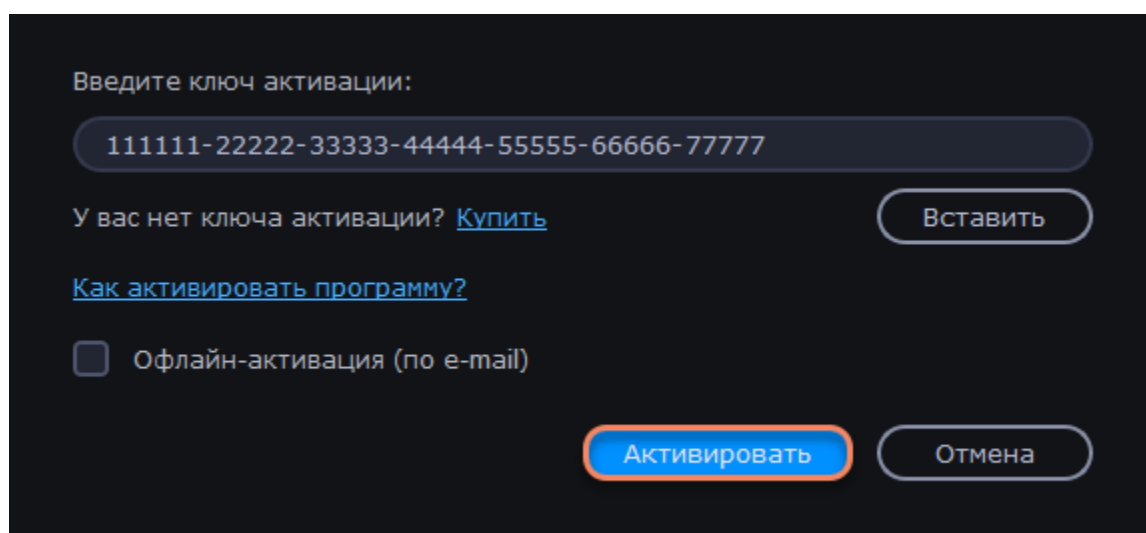 Введите ключ активации:
111111-22222-33333-44444-55555-66666-77777
У вас нет ключа активации? Купить
Вставить
Как активировать программу?
Офлайн-активация (по e-mail)
Активировать
Отмена